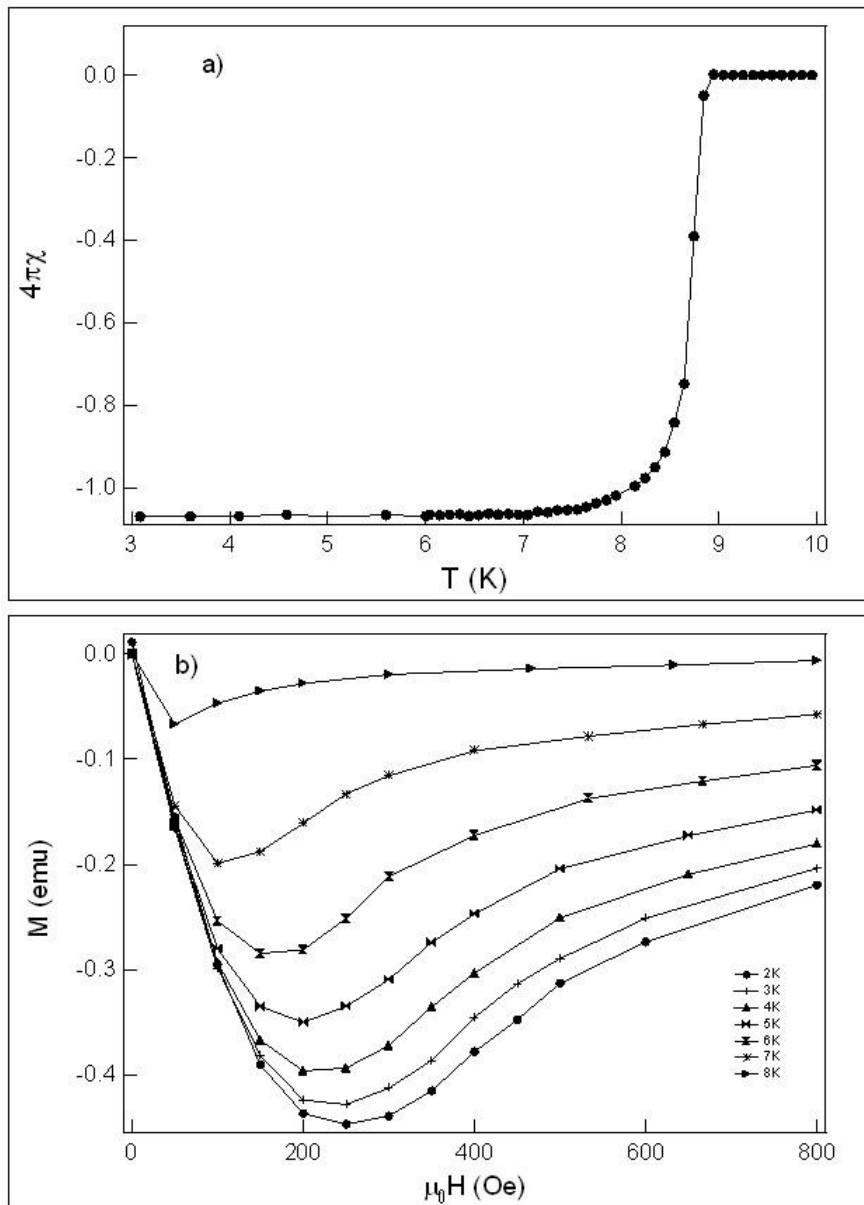 a)
0.0
-0.2
-0.4
-0.6
-0.8
-1.0
4πχ
3 4 5 6 7 8 9 10
T (K)
b)
0.0
-0.1
-0.2
-0.3
-0.4
M (emu)
2K
3K
4K
5K
6K
7K
8K
0 200 400 600 800
μ₀H (Oe)